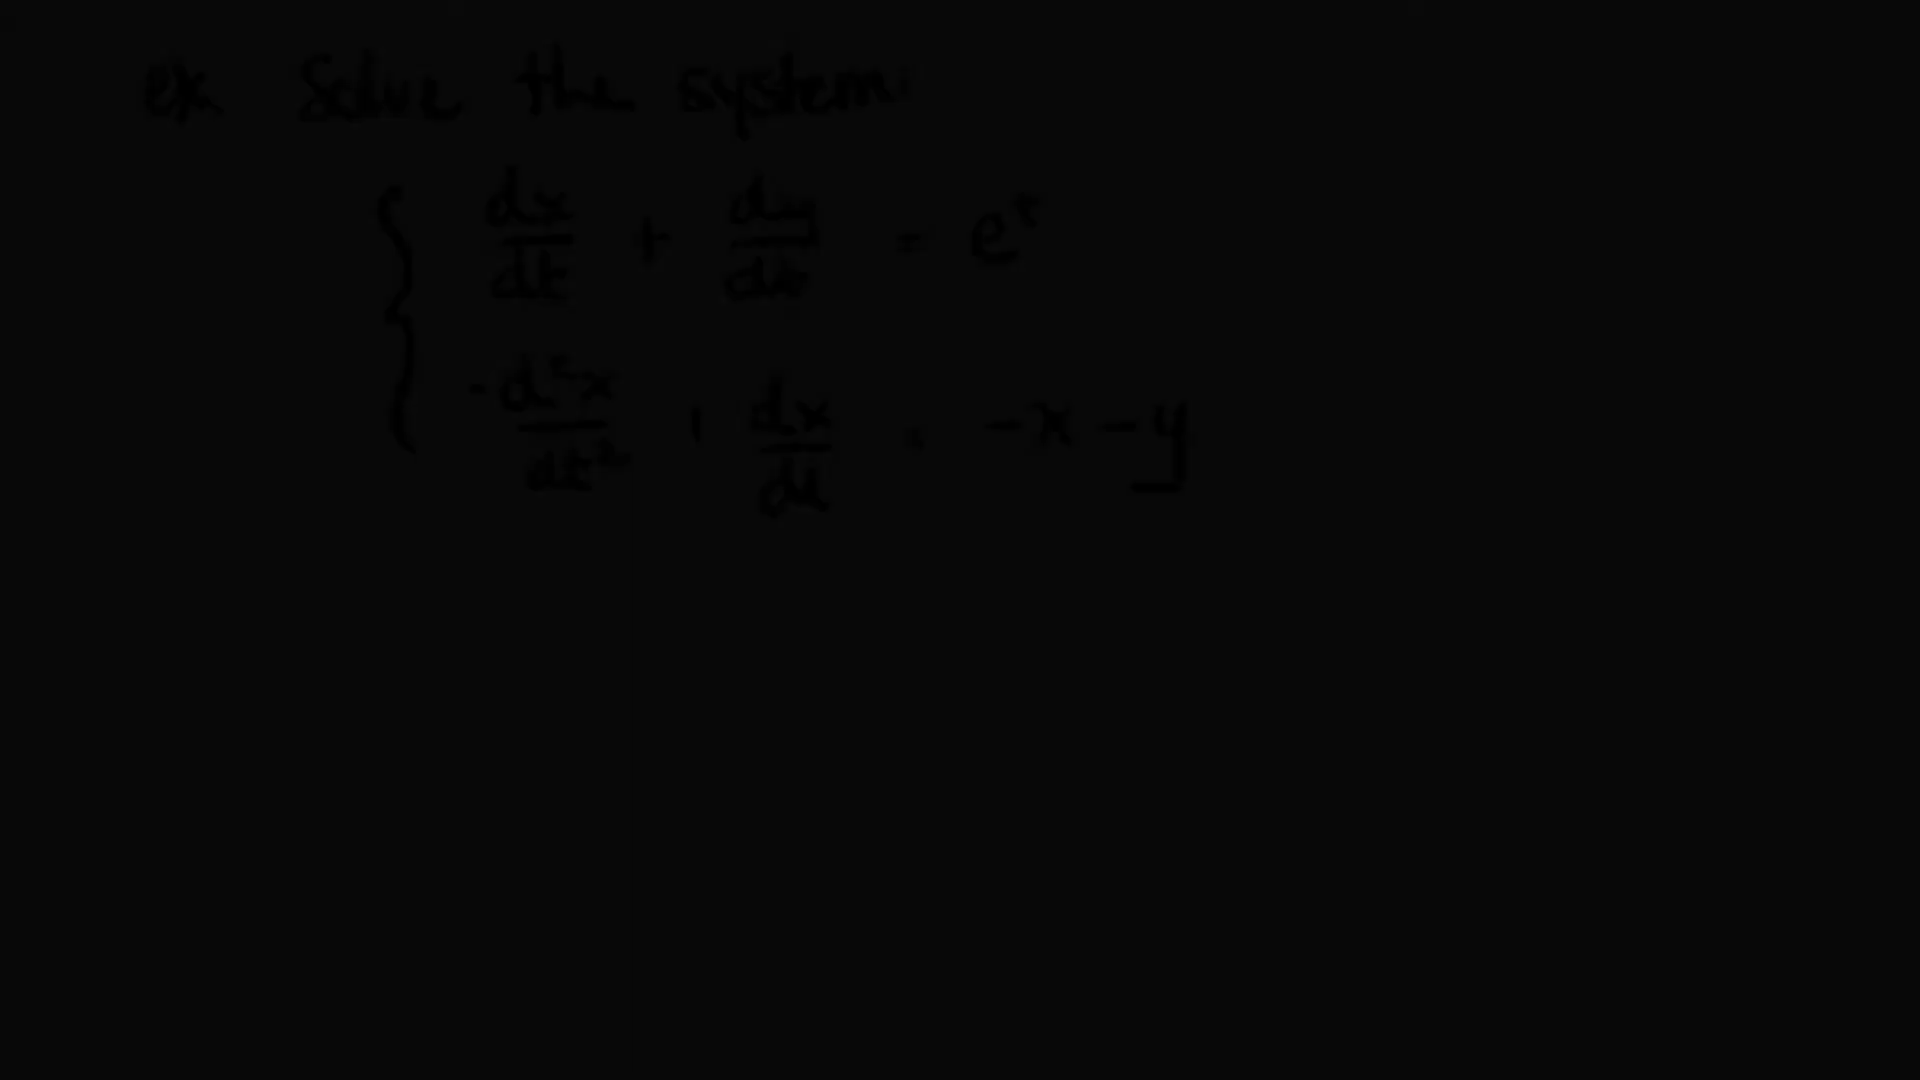 ex Solve the system:
dx/dt + dy/dt = e^t
-d²x/dt² + dx/dt = -x - y